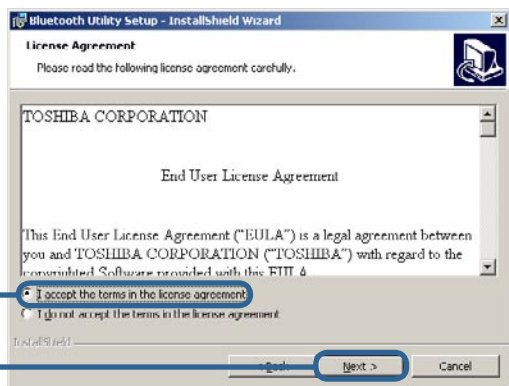 Bluetooth Utility Setup - InstallShield Wizard
License Agreement
Please read the following license agreement carefully.
TOSHIBA CORPORATION
End User License Agreement
This End User License Agreement ("EULA") is a legal agreement between
you and TOSHIBA CORPORATION ("TOSHIBA") with regard to the
copyrighted Software provided with this EULA
I accept the terms in the license agreement
I do not accept the terms in the license agreement
InstallShield
< Back
Next >
Cancel